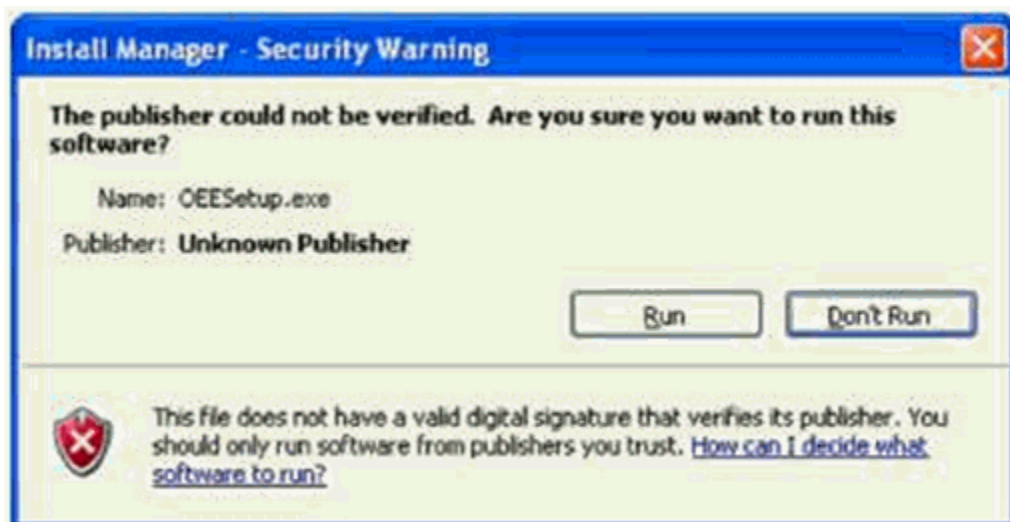 Install Manager - Security Warning
The publisher could not be verified. Are you sure you want to run this
software?
Name: OEESetup.exe
Publisher: Unknown Publisher
Run
Don't Run
This file does not have a valid digital signature that verifies its publisher. You
should only run software from publishers you trust. How can I decide what
software to run?